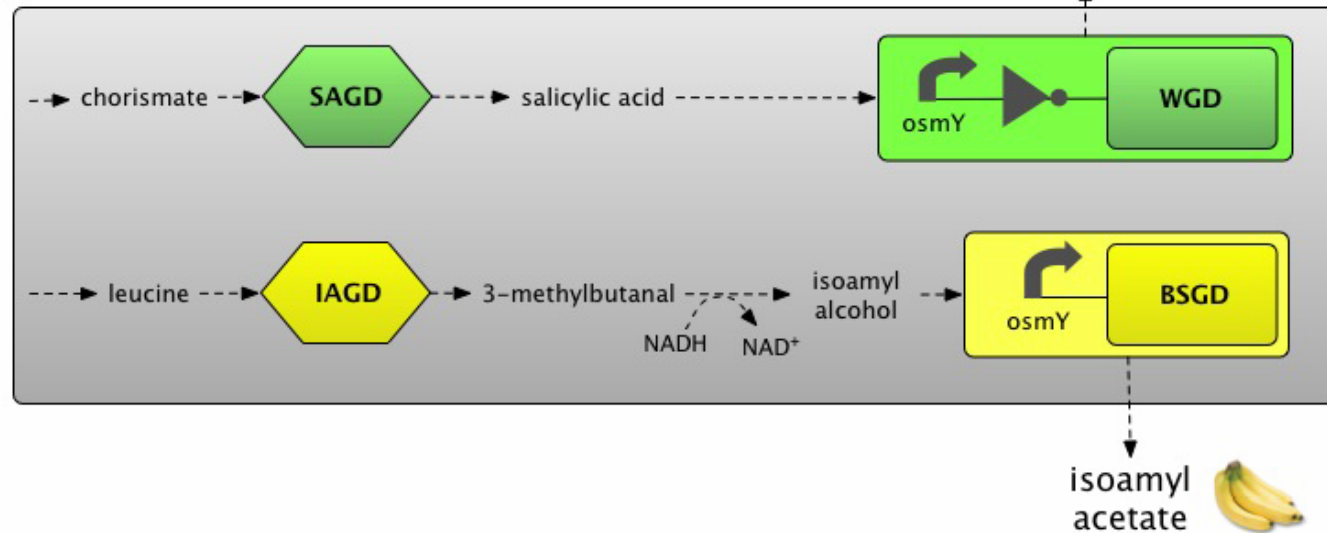 chorismate
SAGD
salicylic acid
osmY
WGD
leucine
IAGD
3-methylbutanal
NADH
NAD⁺
isoamyl
alcohol
osmY
BSGD
isoamyl
acetate